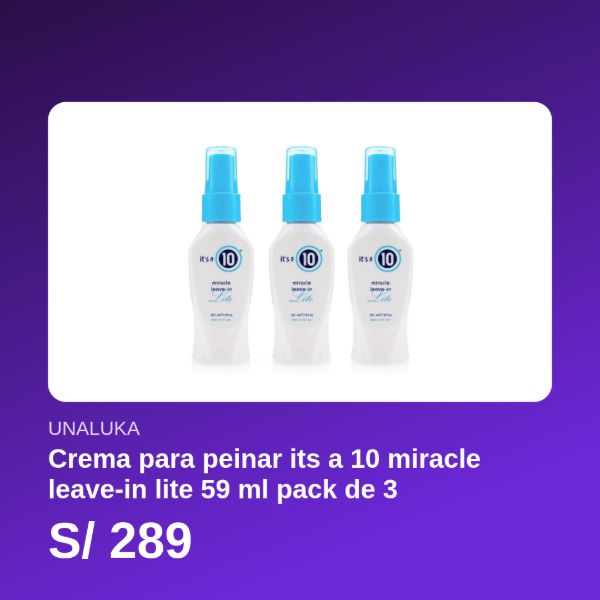 it's a 10
miracle
leave-in
Lite
it's a 10
miracle
leave-in
Lite
it's a 10
miracle
leave-in
Lite
UNALUKA
Crema para peinar its a 10 miracle
leave-in lite 59 ml pack de 3
S/ 289